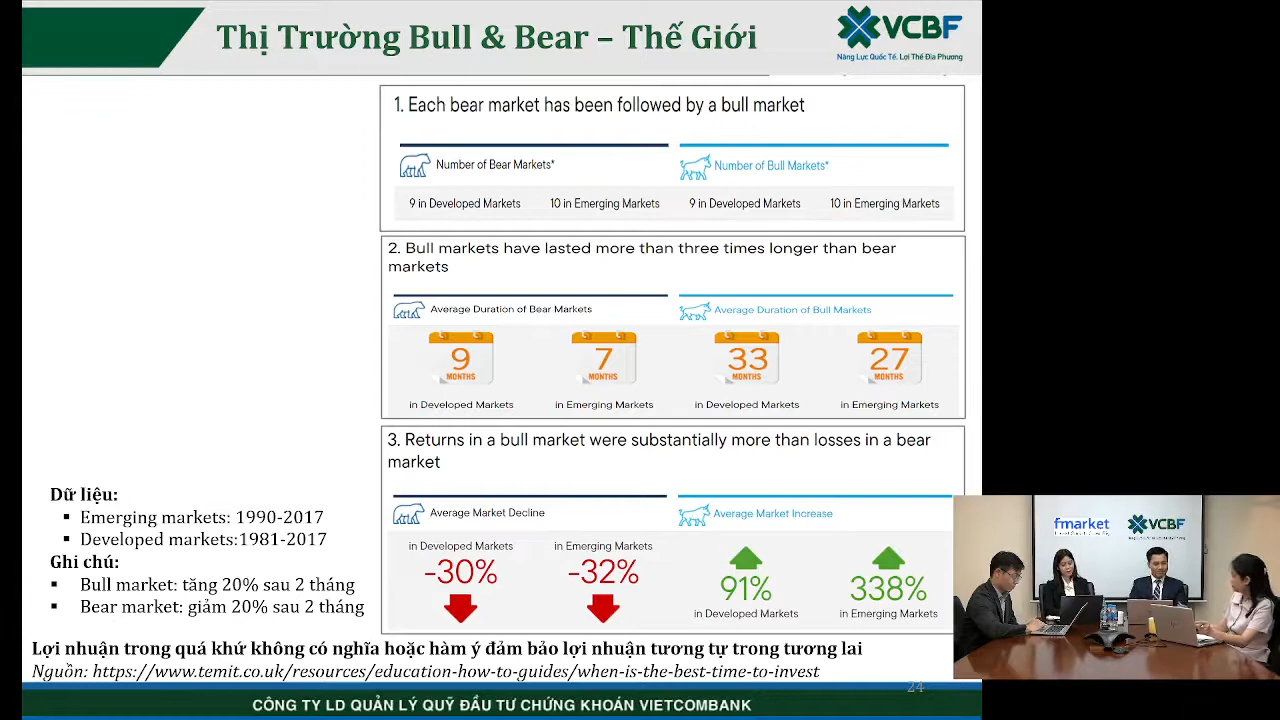 Thị Trường Bull & Bear – Thế Giới
VCBF
Năng Lực Quốc Tế. Lợi Thế Địa Phương
1. Each bear market has been followed by a bull market
Number of Bear Markets*
Number of Bull Markets*
9 in Developed Markets
10 in Emerging Markets
9 in Developed Markets
10 in Emerging Markets
2. Bull markets have lasted more than three times longer than bear
markets
Average Duration of Bear Markets
Average Duration of Bull Markets
9
MONTHS
in Developed Markets
7
MONTHS
in Emerging Markets
33
MONTHS
in Developed Markets
27
MONTHS
in Emerging Markets
3. Returns in a bull market were substantially more than losses in a bear
market
Average Market Decline
Average Market Increase
in Developed Markets
-30%
in Emerging Markets
-32%
91%
in Developed Markets
338%
in Emerging Markets
Dữ liệu:
▪ Emerging markets: 1990-2017
▪ Developed markets:1981-2017
Ghi chú:
▪ Bull market: tăng 20% sau 2 tháng
▪ Bear market: giảm 20% sau 2 tháng
Lợi nhuận trong quá khứ không có nghĩa hoặc hàm ý đảm bảo lợi nhuận tương tự trong tương lai
Nguồn: https://www.temit.co.uk/resources/education-how-to-guides/when-is-the-best-time-to-invest
24
CÔNG TY LD QUẢN LÝ QUỸ ĐẦU TƯ CHỨNG KHOÁN VIETCOMBANK
fmarket
VCBF